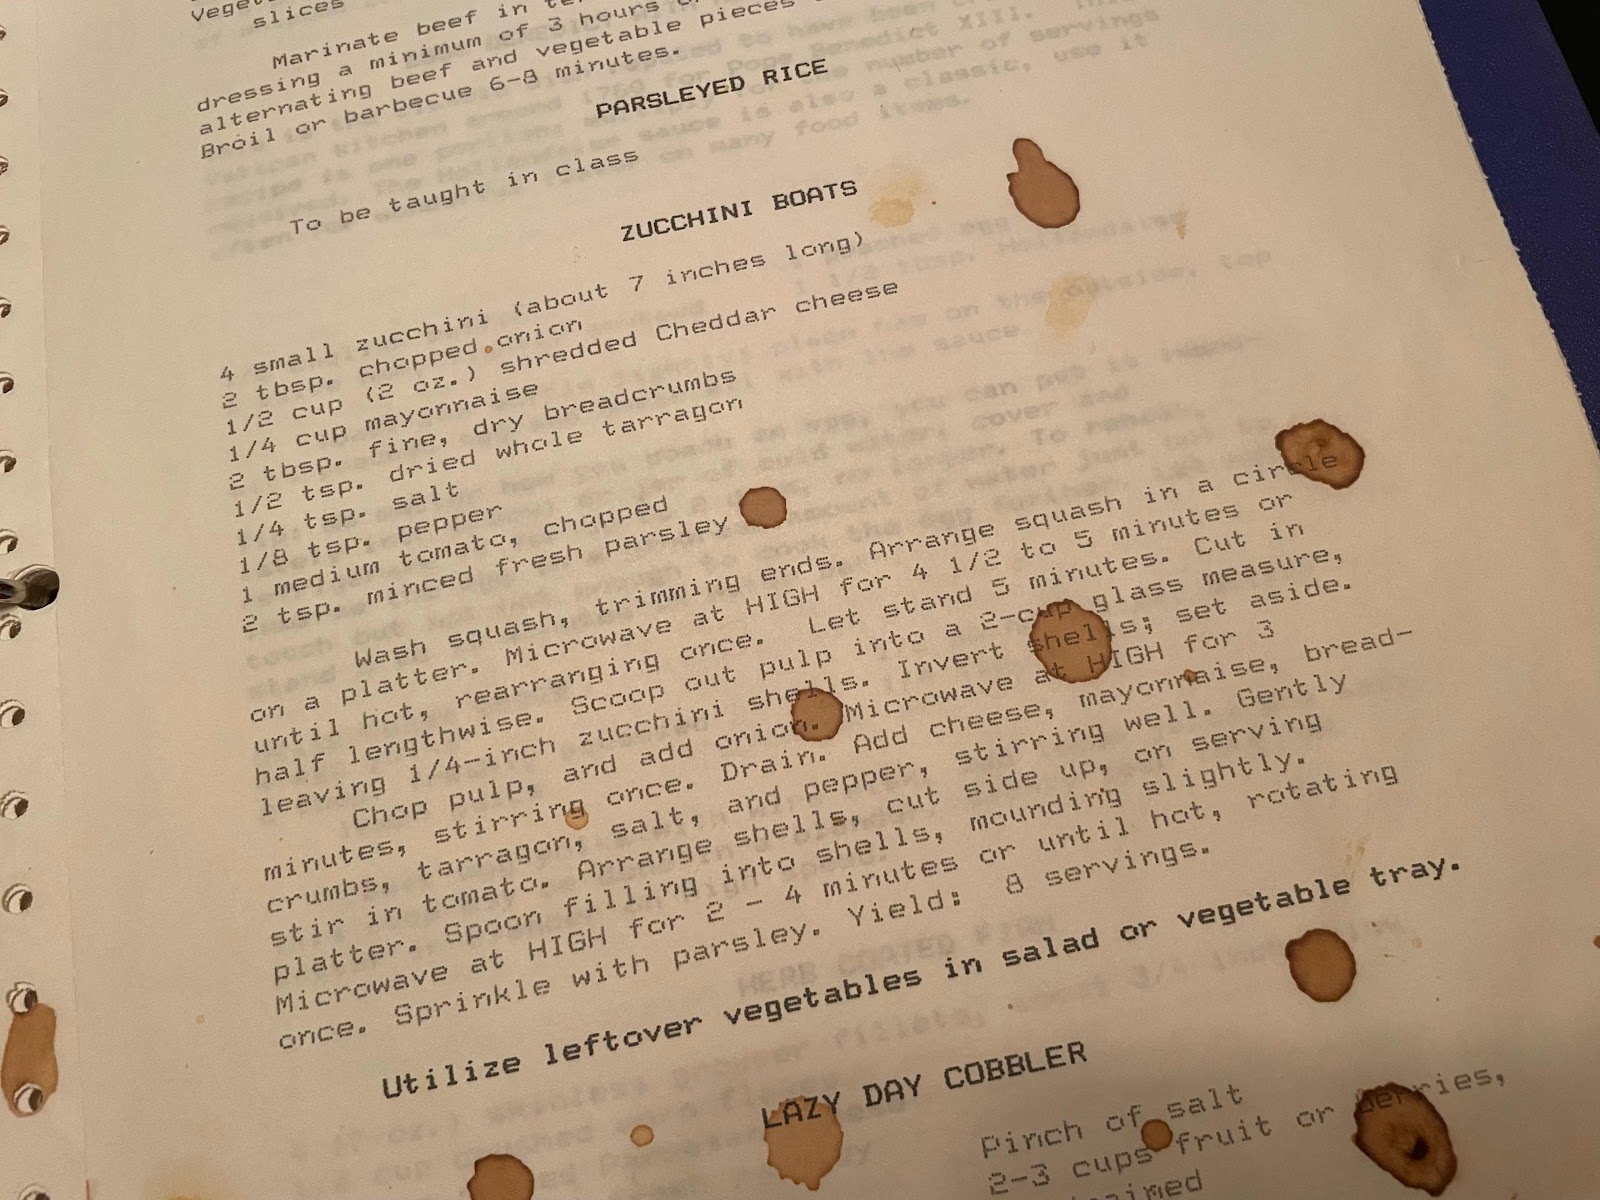 slices
Marinate beef in
dressing a minimum of 3 hours
alternating beef and vegetable pieces
Broil or barbecue 6-8 minutes.
PARSLEYED RICE
To be taught in class
ZUCCHINI BOATS
4 small zucchini (about 7 inches long)
2 tbsp. chopped onion
1/2 cup (2 oz.) shredded Cheddar cheese
1/4 cup mayonnaise
2 tbsp. fine, dry breadcrumbs
1/2 tsp. dried whole tarragon
1/4 tsp. salt
1/8 tsp. pepper
1 medium tomato, chopped
2 tsp. minced fresh parsley
Wash squash, trimming ends. Arrange squash in a circle
on a platter. Microwave at HIGH for 4 1/2 to 5 minutes or
until hot, rearranging once. Let stand 5 minutes. Cut in
half lengthwise. Scoop out pulp into a 2-cup glass measure,
leaving 1/4-inch zucchini shells. Invert shells; set aside.
Chop pulp, and add onion. Microwave at HIGH for 3
minutes, stirring once. Drain. Add cheese, mayonnaise, bread-
crumbs, tarragon, salt, and pepper, stirring well. Gently
stir in tomato. Arrange shells, cut side up, on serving
platter. Spoon filling into shells, mounding slightly.
Microwave at HIGH for 2 - 4 minutes or until hot, rotating
once. Sprinkle with parsley. Yield: 8 servings.
Utilize leftover vegetables in salad or vegetable tray.
LAZY DAY COBBLER
Pinch of salt
2-3 cups fruit or berries,